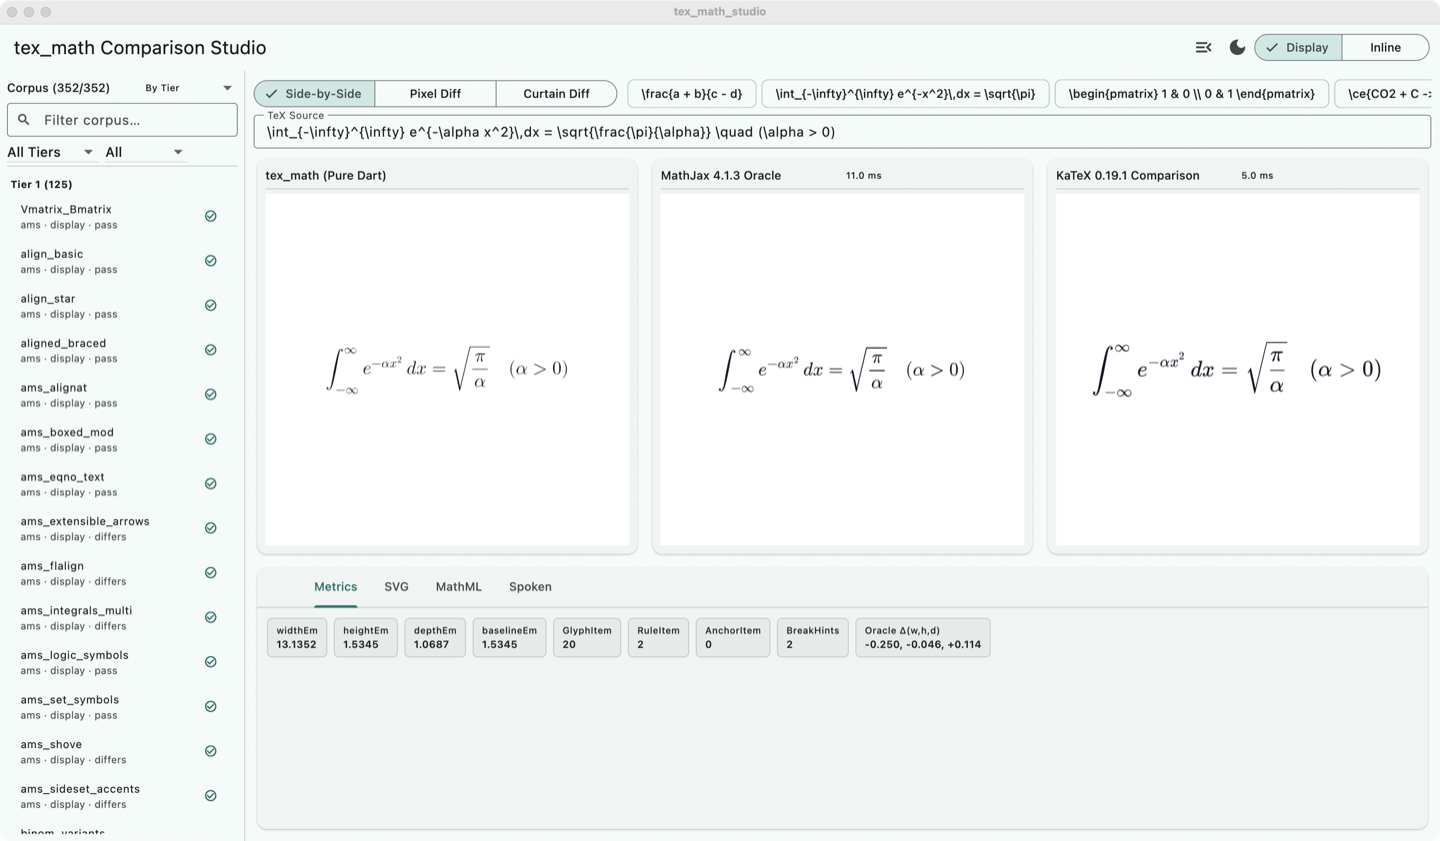 tex_math_studio
tex_math Comparison Studio
Display
Inline
Corpus (352/352)
By Tier
Filter corpus...
All Tiers
All
Tier 1 (125)
Vmatrix_Bmatrix
ams · display · pass
align_basic
ams · display · pass
align_star
ams · display · pass
aligned_braced
ams · display · pass
ams_alignat
ams · display · pass
ams_boxed_mod
ams · display · pass
ams_eqno_text
ams · display · pass
ams_extensible_arrows
ams · display · differs
ams_flalign
ams · display · differs
ams_integrals_multi
ams · display · differs
ams_logic_symbols
ams · display · pass
ams_set_symbols
ams · display · pass
ams_shove
ams · display · differs
ams_sideset_accents
ams · display · differs
binom_variants
Side-by-Side
Pixel Diff
Curtain Diff
\frac{a + b}{c - d}
\int_{-\infty}^{\infty} e^{-x^2}\,dx = \sqrt{\pi}
\begin{pmatrix} 1 & 0 \\ 0 & 1 \end{pmatrix}
\ce{CO2 + C ->
TeX Source
\int_{-\infty}^{\infty} e^{-\alpha x^2}\,dx = \sqrt{\frac{\pi}{\alpha}} \quad (\alpha > 0)
tex_math (Pure Dart)
∫_{−∞}^{∞} e^{−αx²} dx = √(π/α) (α > 0)
MathJax 4.1.3 Oracle
11.0 ms
∫_{−∞}^{∞} e^{−αx²} dx = √(π/α) (α > 0)
KaTeX 0.19.1 Comparison
5.0 ms
∫_{−∞}^{∞} e^{−αx²} dx = √(π/α) (α > 0)
Metrics
SVG
MathML
Spoken
widthEm
13.1352
heightEm
1.5345
depthEm
1.0687
baselineEm
1.5345
GlyphItem
20
RuleItem
2
AnchorItem
0
BreakHints
2
Oracle Δ(w,h,d)
-0.250, -0.046, +0.114